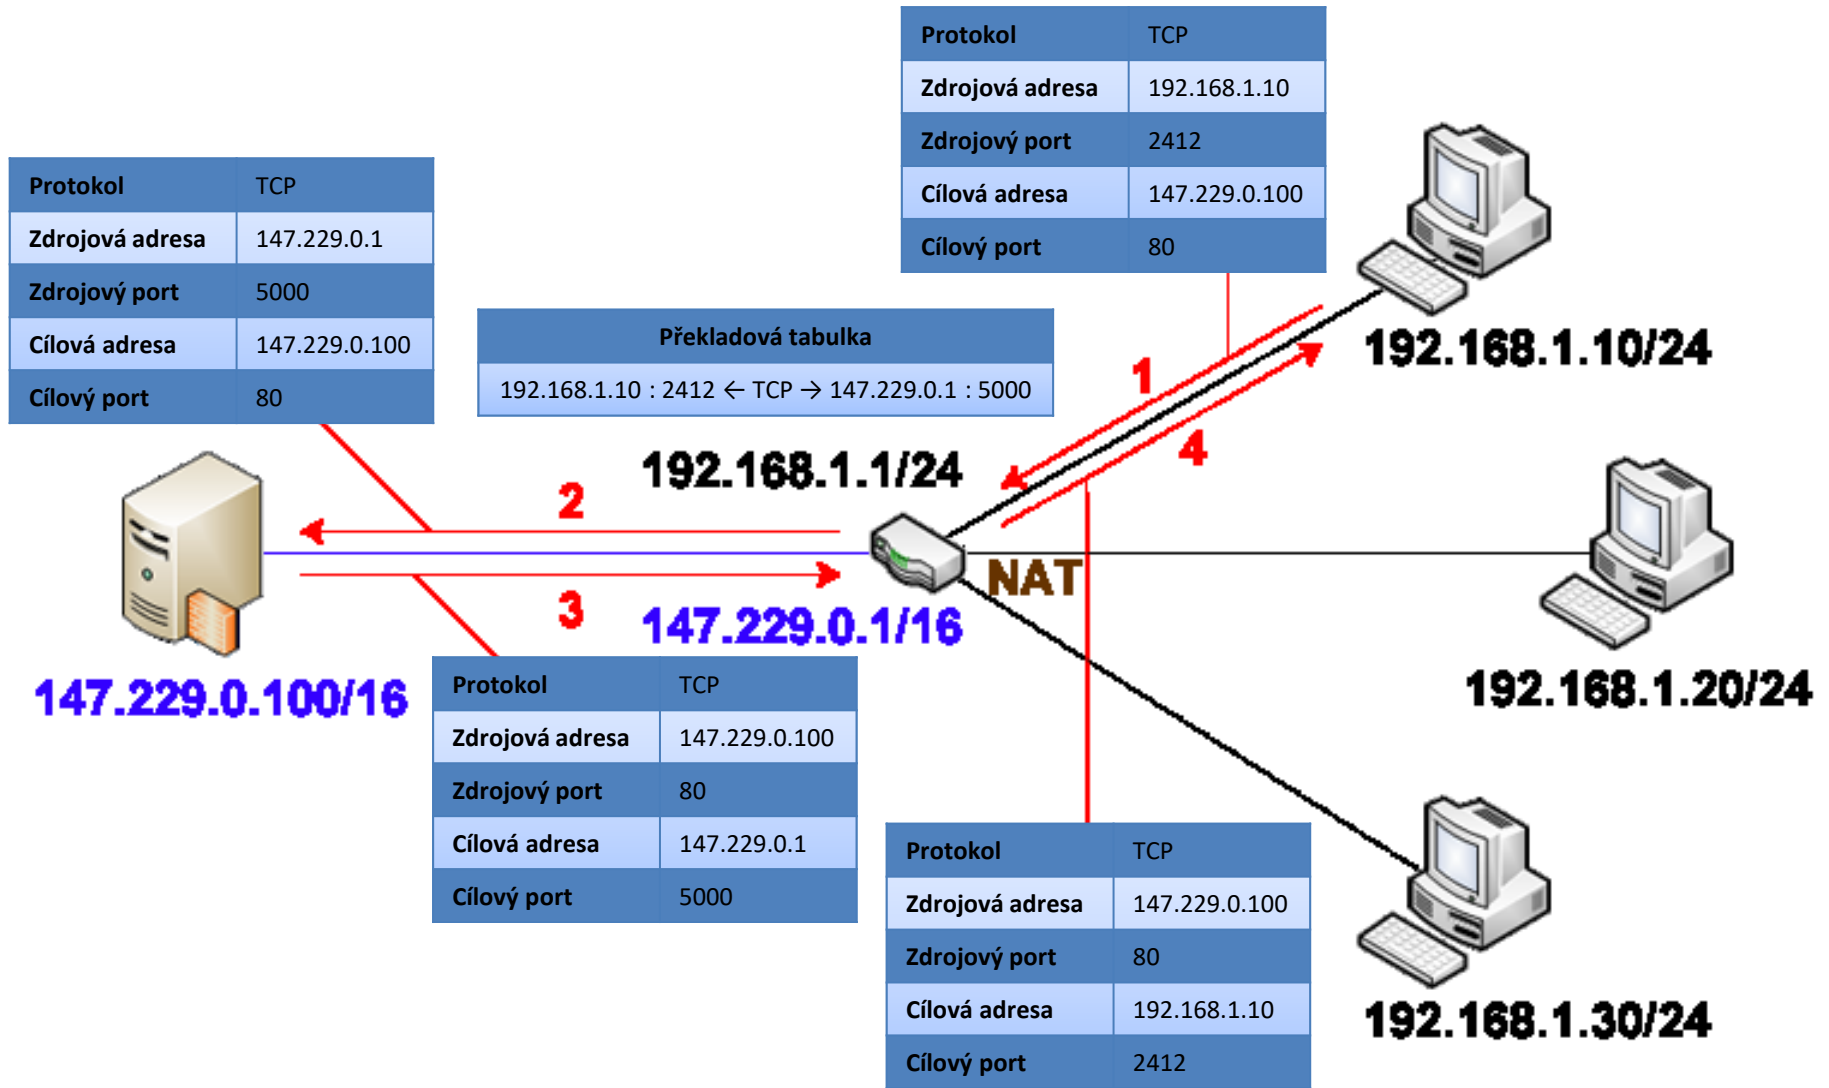 Protokol TCP
Zdrojová adresa 192.168.1.10
Zdrojový port 2412
Cílová adresa 147.229.0.100
Cílový port 80
Protokol TCP
Zdrojová adresa 147.229.0.1
Zdrojový port 5000
Cílová adresa 147.229.0.100
Cílový port 80
Překladová tabulka
192.168.1.10 : 2412 ← TCP → 147.229.0.1 : 5000
192.168.1.10/24
1
4
192.168.1.1/24
2
NAT
3
147.229.0.1/16
147.229.0.100/16
192.168.1.20/24
Protokol TCP
Zdrojová adresa 147.229.0.100
Zdrojový port 80
Cílová adresa 147.229.0.1
Cílový port 5000
Protokol TCP
Zdrojová adresa 147.229.0.100
Zdrojový port 80
Cílová adresa 192.168.1.10
Cílový port 2412
192.168.1.30/24